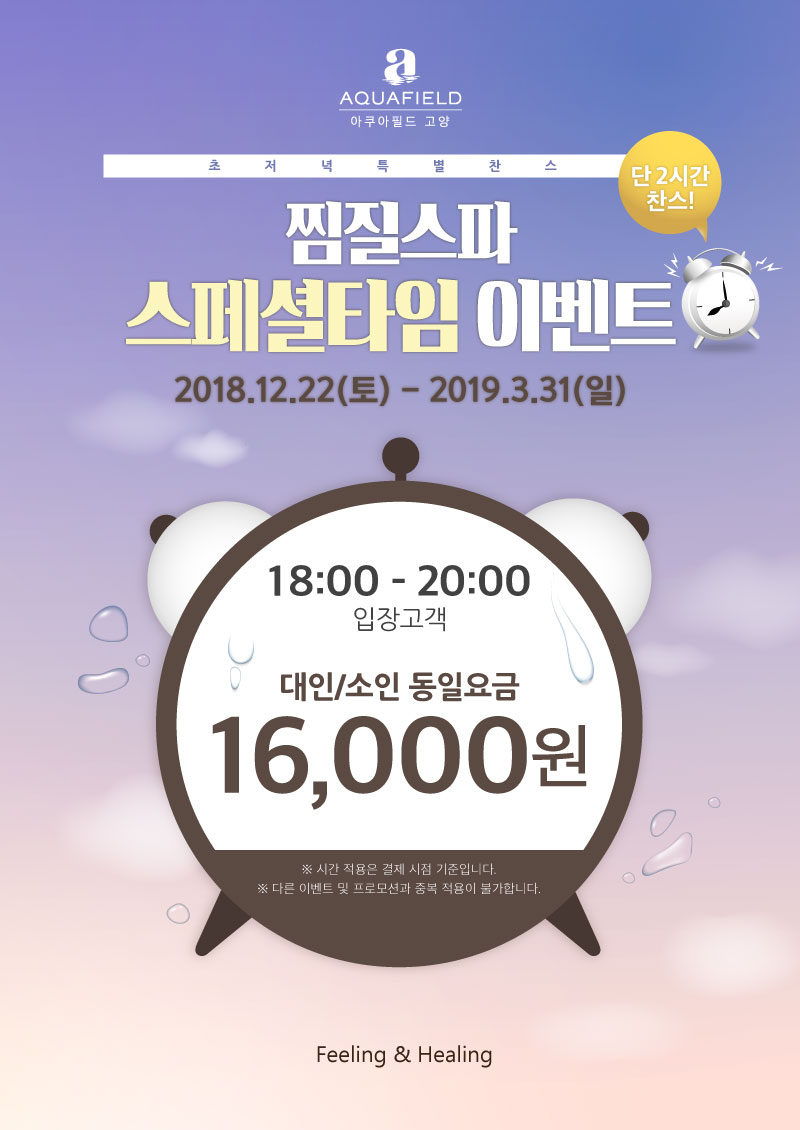 a
AQUAFIELD
아쿠아필드 고양
초저녁특별찬스
단 2시간
찬스!
찜질스파
스페셜타임 이벤트
2018.12.22(토) - 2019.3.31(일)
18:00 - 20:00
입장고객
대인/소인 동일요금
16,000원
※ 시간 적용은 결제 시점 기준입니다.
※ 다른 이벤트 및 프로모션과 중복 적용이 불가합니다.
Feeling & Healing